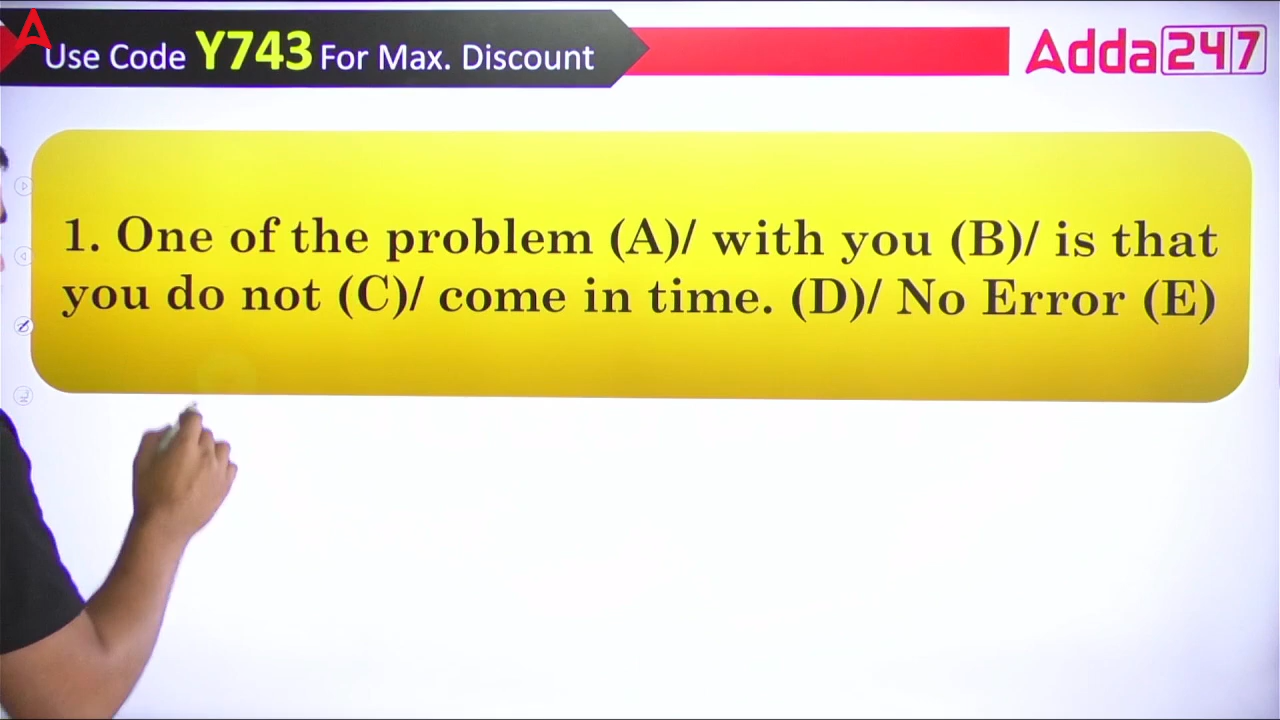 Use Code Y743 For Max. Discount
Adda247
1. One of the problem (A)/ with you (B)/ is that
you do not (C)/ come in time. (D)/ No Error (E)